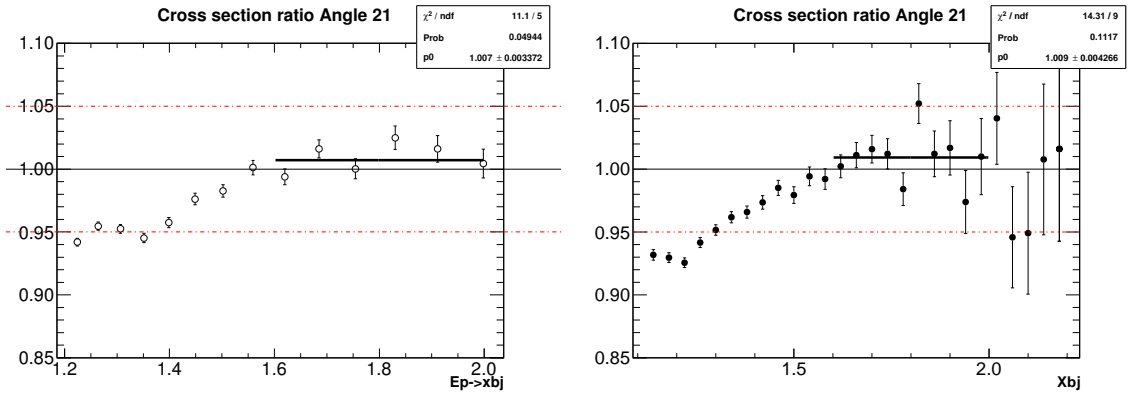 Cross section ratio Angle 21
χ² / ndf 11.1 / 5
Prob 0.04944
p0 1.007 ± 0.003372
1.10
1.05
1.00
0.95
0.90
0.85
1.2 1.4 1.6 1.8 2.0
Ep->xbj
Cross section ratio Angle 21
χ² / ndf 14.31 / 9
Prob 0.1117
p0 1.009 ± 0.004266
1.10
1.05
1.00
0.95
0.90
0.85
1.5 2.0
Xbj